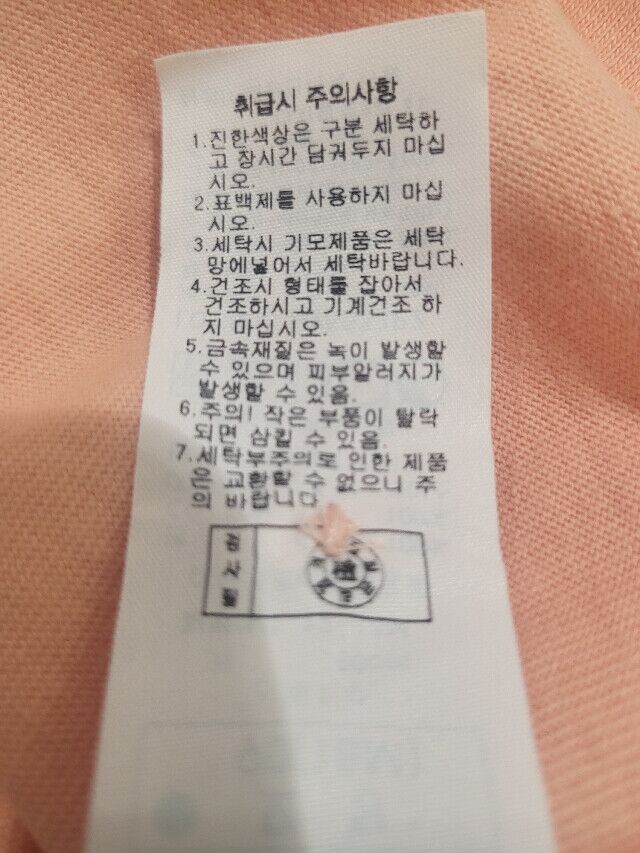 취급시 주의사항
1.진한색상은 구분 세탁하
고 장시간 담궈두지 마십
시오.
2.표백제를 사용하지 마십
시오.
3.세탁시 기모제품은 세탁
망에넣어서 세탁바랍니다.
4.건조시 형태를 잡아서
건조하시고 기계건조 하
지 마십시오.
5.금속재질은 녹이 발생할
수 있으며 피부알러지가
발생할 수 있음.
6.주의! 작은 부품이 탈락
되면 삼킬 수 있음.
7.세탁부주의로 인한 제품
은 교환할 수 없으니 주
의 바랍니다
검사필